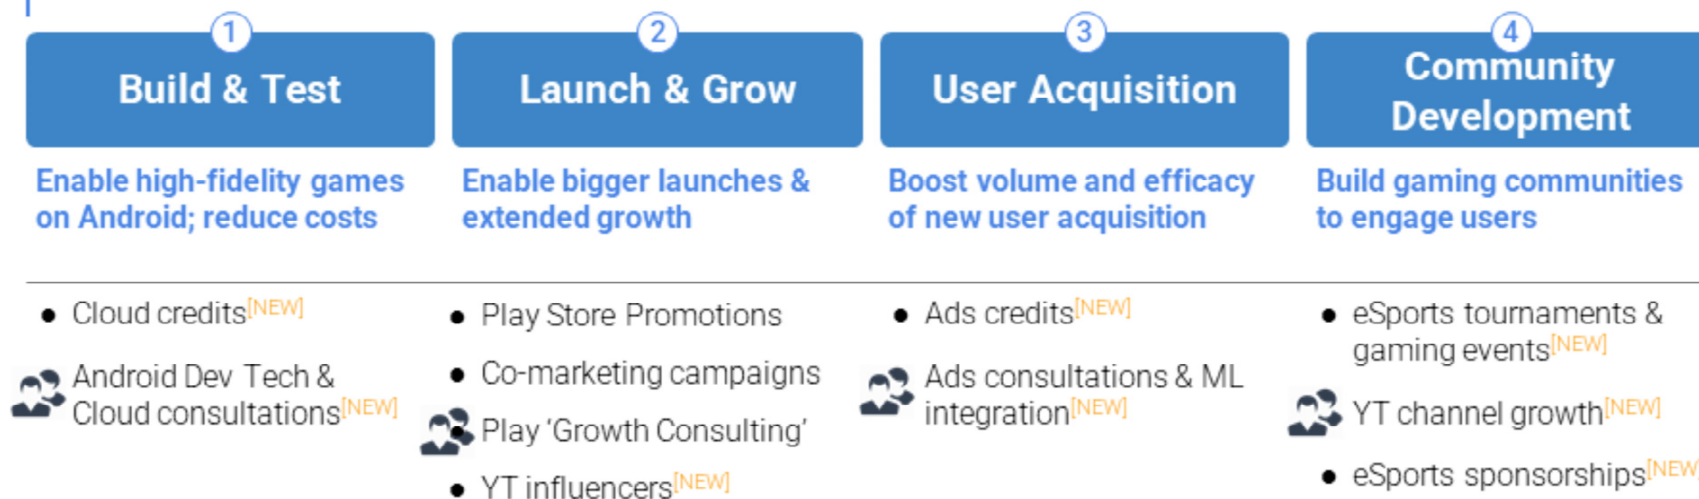 1
Build & Test
Enable high-fidelity games
on Android; reduce costs
● Cloud credits[NEW]
Android Dev Tech &
Cloud consultations[NEW]
2
Launch & Grow
Enable bigger launches &
extended growth
● Play Store Promotions
● Co-marketing campaigns
● Play ‘Growth Consulting’
● YT influencers[NEW]
3
User Acquisition
Boost volume and efficacy
of new user acquisition
● Ads credits[NEW]
Ads consultations & ML
integration[NEW]
4
Community
Development
Build gaming communities
to engage users
● eSports tournaments &
gaming events[NEW]
YT channel growth[NEW]
● eSports sponsorships[NEW